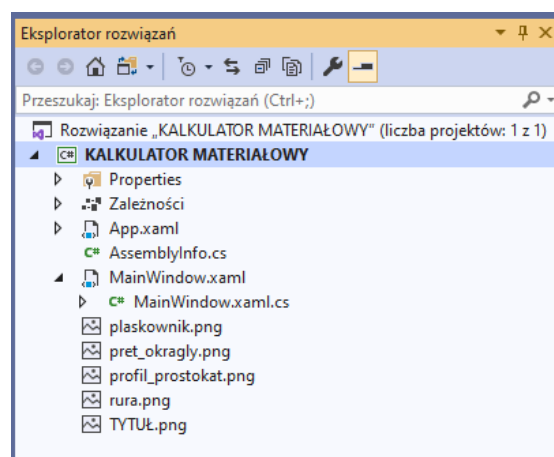 Eksplorator rozwiązań
Przeszukaj: Eksplorator rozwiązań (Ctrl+;)
Rozwiązanie „KALKULATOR MATERIAŁOWY” (liczba projektów: 1 z 1)
C# KALKULATOR MATERIAŁOWY
Properties
Zależności
App.xaml
C# AssemblyInfo.cs
MainWindow.xaml
C# MainWindow.xaml.cs
plaskownik.png
pret_okragly.png
profil_prostokat.png
rura.png
TYTUŁ.png